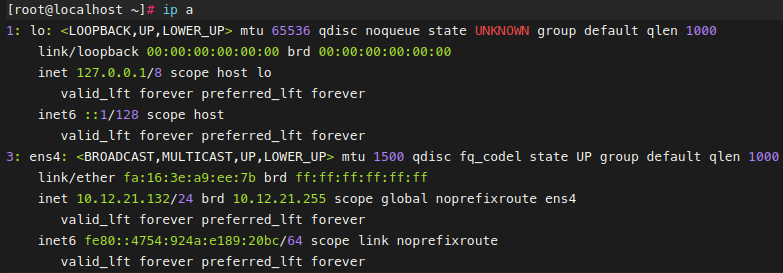 [root@localhost ~]# ip a
1: lo: <LOOPBACK,UP,LOWER_UP> mtu 65536 qdisc noqueue state UNKNOWN group default qlen 1000
    link/loopback 00:00:00:00:00:00 brd 00:00:00:00:00:00
    inet 127.0.0.1/8 scope host lo
       valid_lft forever preferred_lft forever
    inet6 ::1/128 scope host
       valid_lft forever preferred_lft forever
3: ens4: <BROADCAST,MULTICAST,UP,LOWER_UP> mtu 1500 qdisc fq_codel state UP group default qlen 1000
    link/ether fa:16:3e:a9:ee:7b brd ff:ff:ff:ff:ff:ff
    inet 10.12.21.132/24 brd 10.12.21.255 scope global noprefixroute ens4
       valid_lft forever preferred_lft forever
    inet6 fe80::4754:924a:e189:20bc/64 scope link noprefixroute
       valid_lft forever preferred_lft forever